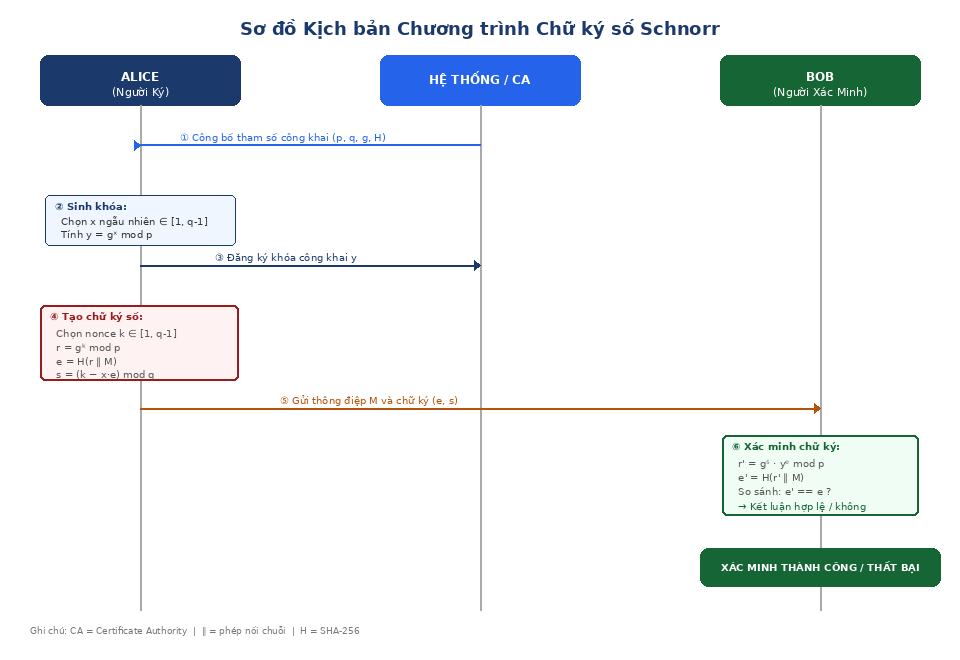 Sơ đồ Kịch bản Chương trình Chữ ký số Schnorr
ALICE
(Người Ký)
HỆ THỐNG / CA
BOB
(Người Xác Minh)
① Công bố tham số công khai (p, q, g, H)
② Sinh khóa:
Chọn x ngẫu nhiên ∈ [1, q-1]
Tính y = gˣ mod p
③ Đăng ký khóa công khai y
④ Tạo chữ ký số:
Chọn nonce k ∈ [1, q-1]
r = gᵏ mod p
e = H(r ‖ M)
s = (k − x·e) mod q
⑤ Gửi thông điệp M và chữ ký (e, s)
⑥ Xác minh chữ ký:
r' = gˢ · yᵉ mod p
e' = H(r' ‖ M)
So sánh: e' == e ?
→ Kết luận hợp lệ / không
XÁC MINH THÀNH CÔNG / THẤT BẠI
Ghi chú: CA = Certificate Authority | ‖ = phép nối chuỗi | H = SHA-256